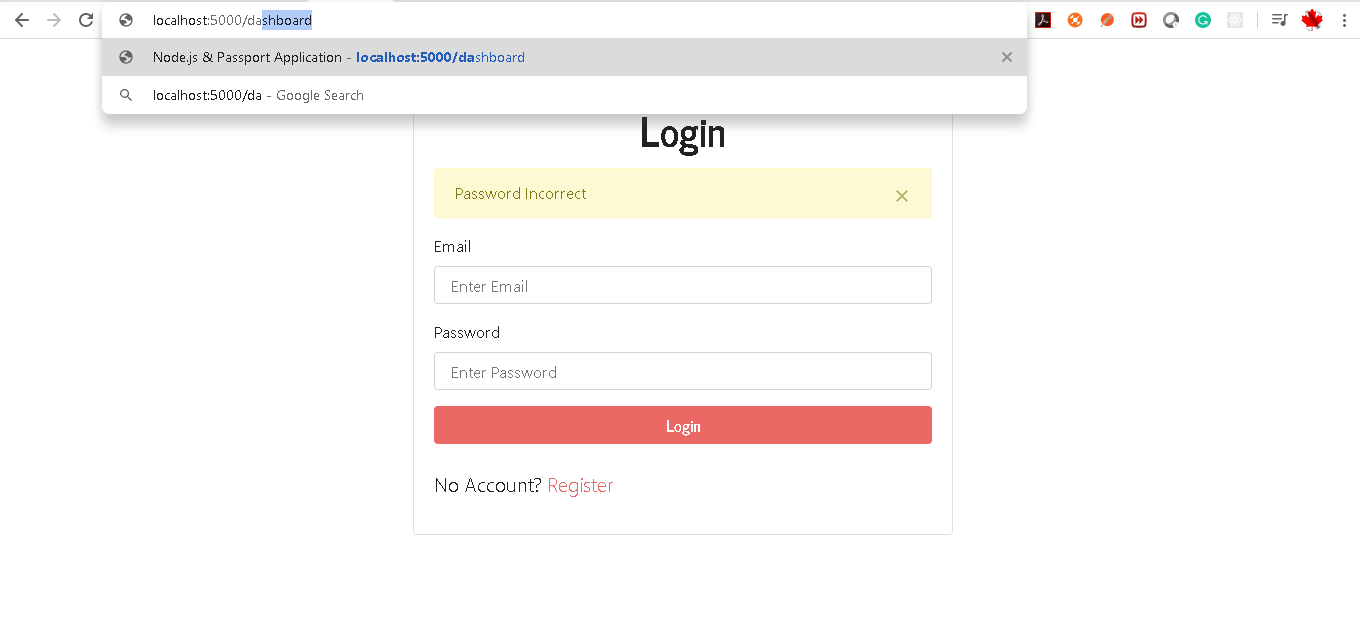 localhost:5000/dashboard
Node.js & Passport Application - localhost:5000/dashboard
localhost:5000/da - Google Search
Login
Password Incorrect
Email
Enter Email
Password
Enter Password
Login
No Account? Register